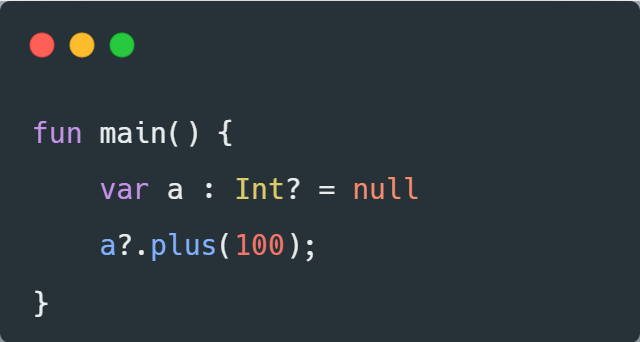 fun main() {
    var a : Int? = null
    a?.plus(100);
}